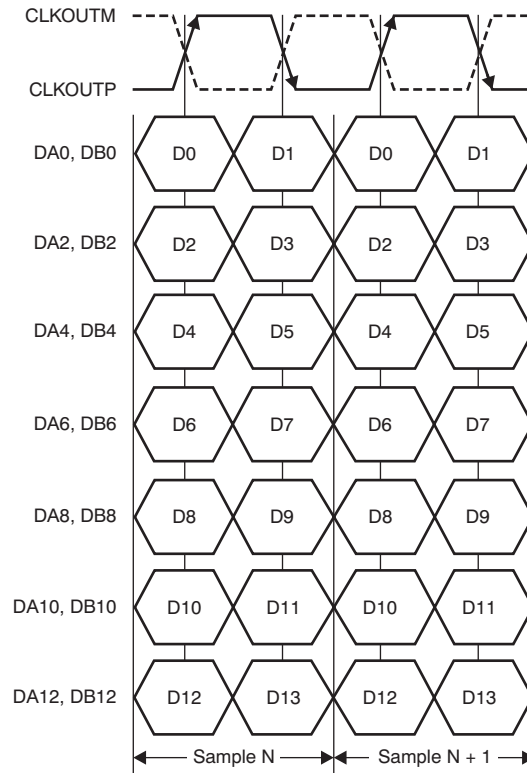 CLKOUTM
CLKOUTP
DA0, DB0 D0 D1 D0 D1
DA2, DB2 D2 D3 D2 D3
DA4, DB4 D4 D5 D4 D5
DA6, DB6 D6 D7 D6 D7
DA8, DB8 D8 D9 D8 D9
DA10, DB10 D10 D11 D10 D11
DA12, DB12 D12 D13 D12 D13
Sample N Sample N + 1